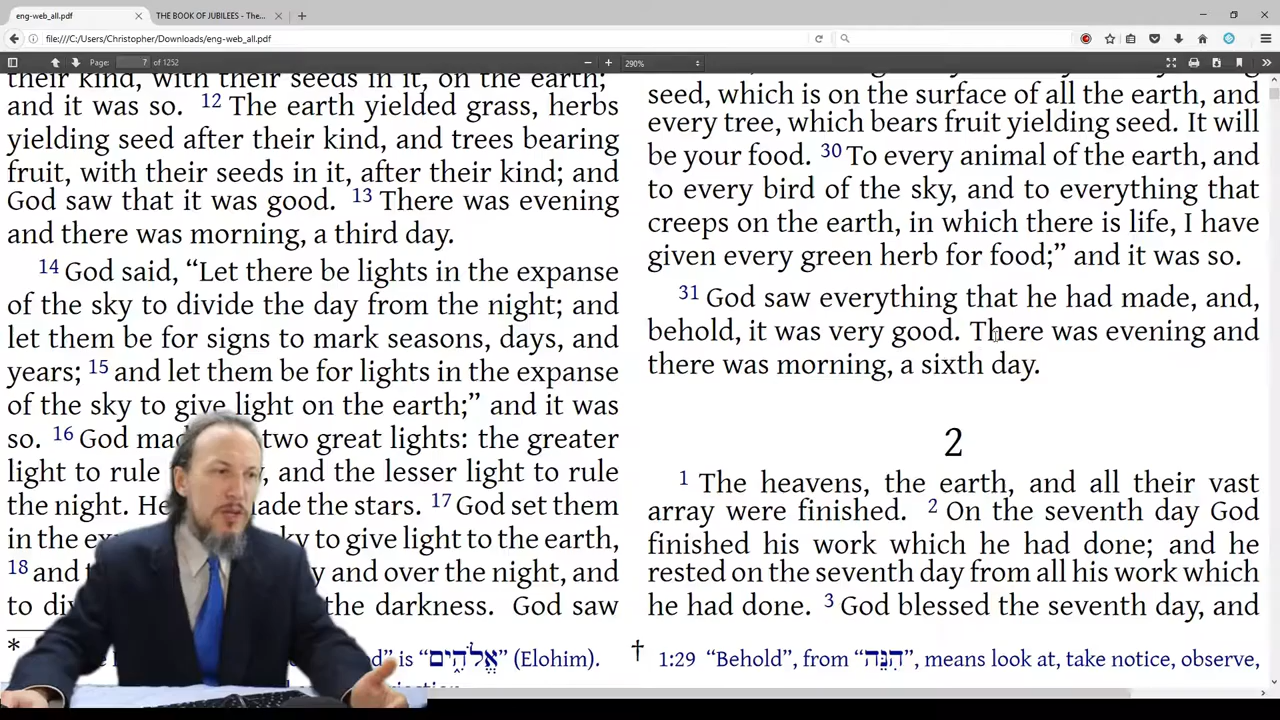 eng-web_all.pdf
THE BOOK OF JUBILEES - The...
file:///C:/Users/Christopher/Downloads/eng-web_all.pdf
Page: 7 of 1252
290%
their kind, with their seeds in it, on the earth;”
and it was so. 12 The earth yielded grass, herbs
yielding seed after their kind, and trees bearing
fruit, with their seeds in it, after their kind; and
God saw that it was good. 13 There was evening
and there was morning, a third day.
14 God said, “Let there be lights in the expanse
of the sky to divide the day from the night; and
let them be for signs to mark seasons, days, and
years; 15 and let them be for lights in the expanse
of the sky to give light on the earth;” and it was
so. 16 God made two great lights: the greater
light to rule and the lesser light to rule
the night. He made the stars. 17 God set them
in the sky to give light to the earth,
18 and and over the night, and
to the darkness. God saw
* is “אֱלֹהִ֑ים” (Elohim).
seed, which is on the surface of all the earth, and
every tree, which bears fruit yielding seed. It will
be your food. 30 To every animal of the earth, and
to every bird of the sky, and to everything that
creeps on the earth, in which there is life, I have
given every green herb for food;” and it was so.
31 God saw everything that he had made, and,
behold, it was very good. There was evening and
there was morning, a sixth day.
2
1 The heavens, the earth, and all their vast
array were finished. 2 On the seventh day God
finished his work which he had done; and he
rested on the seventh day from all his work which
he had done. 3 God blessed the seventh day, and
† 1:29 “Behold”, from “הִנֵּה”, means look at, take notice, observe,